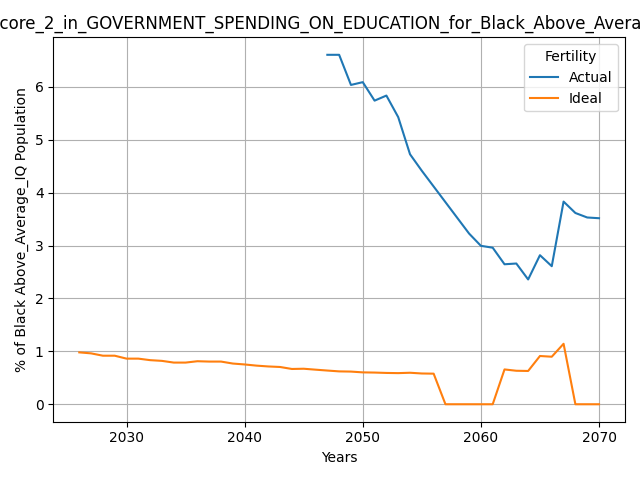 core_2_in_GOVERNMENT_SPENDING_ON_EDUCATION_for_Black_Above_Avera
Fertility
Actual
Ideal
% of Black Above_Average_IQ Population
6
5
4
3
2
1
0
2030 2040 2050 2060 2070
Years